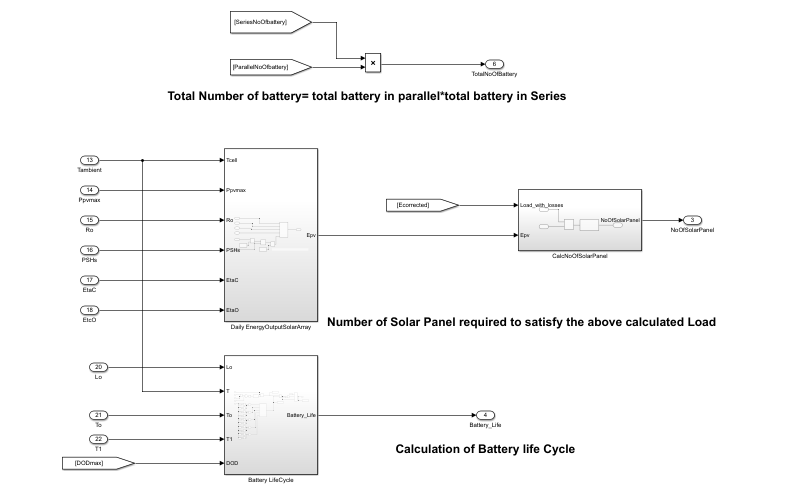 [SeriesNoOfbattery]
[ParallelNoOfbattery]
×
6
TotalNoOfBattery
Total Number of battery= total battery in parallel*total battery in Series
13
Tambient
Tcell
14
Ppvmax
Ppvmax
15
Ro
Ro
16
PSHs
PSHs
17
EtaC
EtaC
18
EtcO
EtaO
Epv
Daily EnergyOutputSolarArray
[Ecorrected]
Load_with_losses
Epv
NoOfSolarPanel
CalcNoOfSolarPanel
3
NoOfSolarPanel
Number of Solar Panel required to satisfy the above calculated Load
20
Lo
Lo
T
21
To
To
22
T1
T1
[DODmax]
DOD
Battery_Life
Battery LifeCycle
4
Battery_Life
Calculation of Battery life Cycle